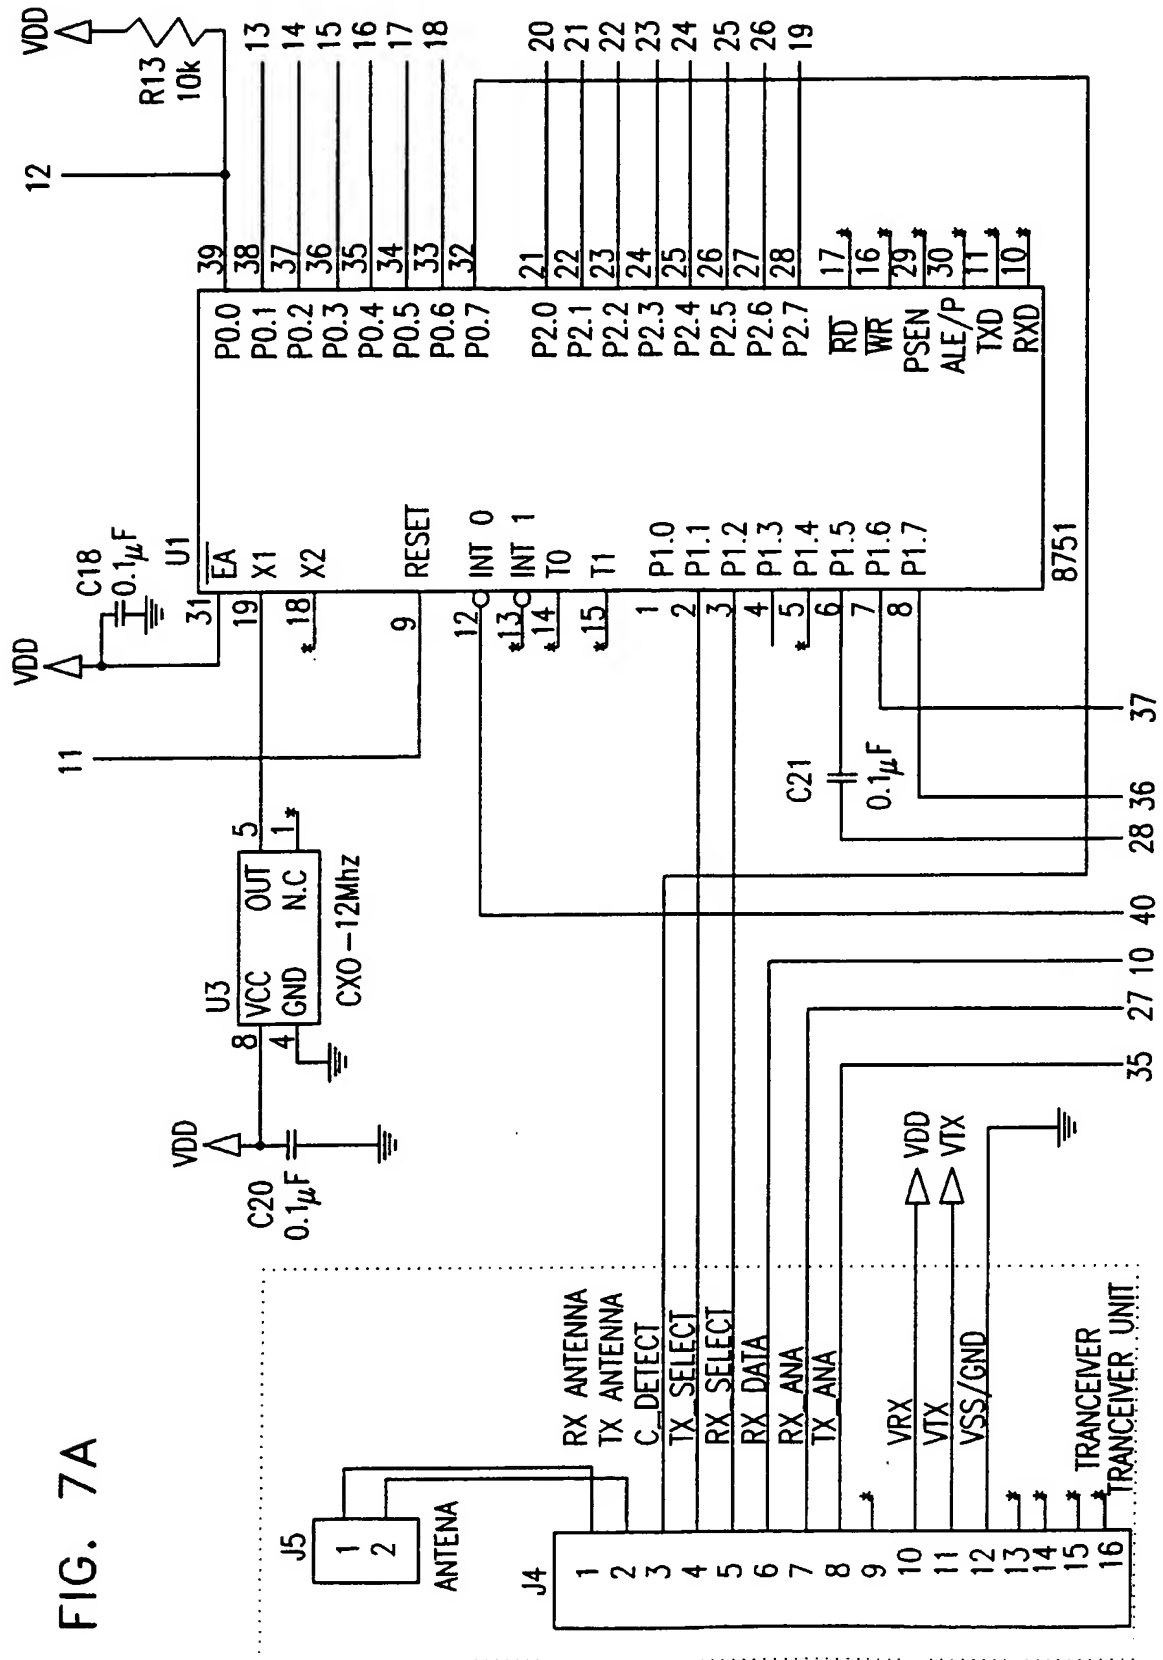 FIG. 7A
J5
1
2
ANTENA
J4
1
2
3
4
5
6
7
8
9
10
11
12
13
14
15
16
RX ANTENNA
TX ANTENNA
C_DETECT
TX_SELECT
RX_SELECT
RX_DATA
RX_ANA
TX_ANA
VRX
VTX
VSS/GND
TRANCEIVER
TRANCEIVER UNIT
*
*
*
*
*
VDD
VTX
VDD
C20
0.1µF
U3
8 VCC OUT 5
4 GND N.C 1 *
CXO-12Mhz
11
VDD
C18
0.1µF
U1
31 EA
19 X1
* 18 X2
9 RESET
12 INT 0
* 13 INT 1
* 14 T0
* 15 T1
1 P1.0
2 P1.1
3 P1.2
4 P1.3
* 5 P1.4
6 P1.5
7 P1.6
8 P1.7
8751
C21
0.1µF
P0.0 39
P0.1 38 13
P0.2 37 14
P0.3 36 15
P0.4 35 16
P0.5 34 17
P0.6 33 18
P0.7 32
P2.0 21 20
P2.1 22 21
P2.2 23 22
P2.3 24 23
P2.4 25 24
P2.5 26 25
P2.6 27 26
P2.7 28 19
RD 17 *
WR 16 *
PSEN 29 *
ALE/P 30 *
TXD 11 *
RXD 10 *
12
VDD
R13
10k
35
27
10
40
28
36
37